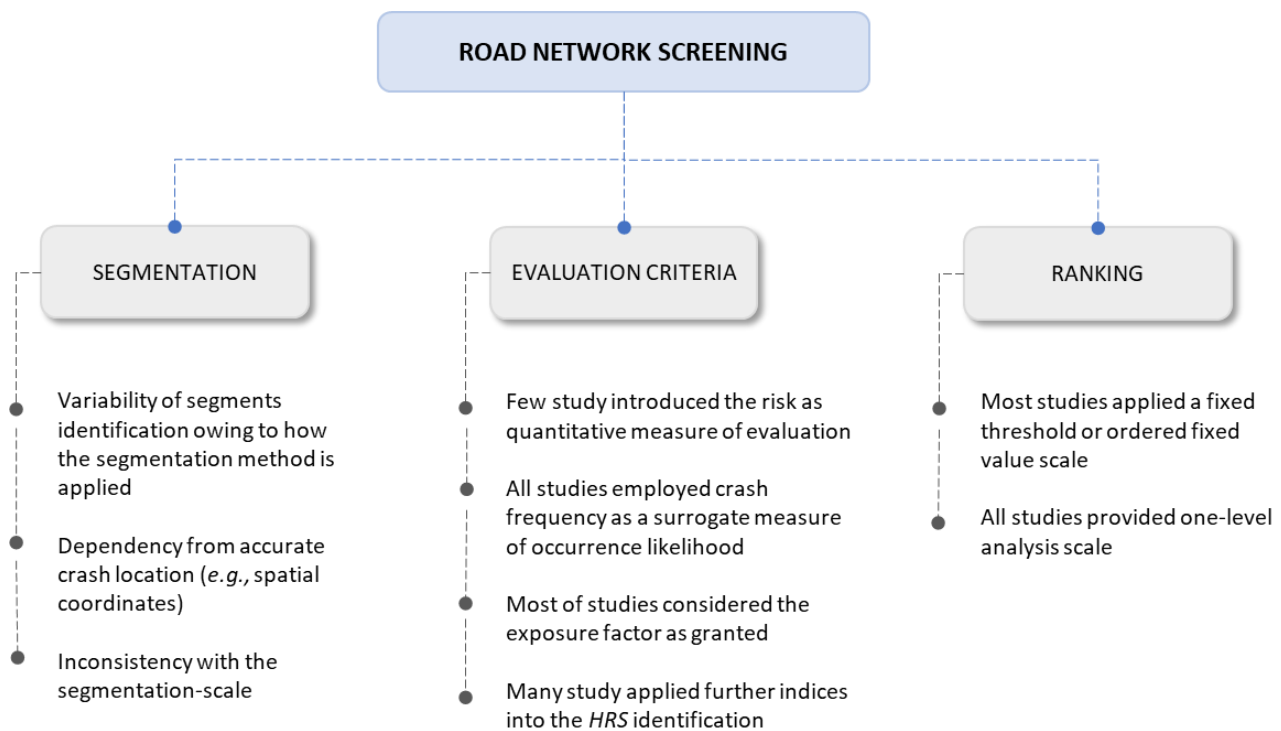 ROAD NETWORK SCREENING
SEGMENTATION
Variability of segments
identification owing to how
the segmentation method is
applied
Dependency from accurate
crash location (e.g., spatial
coordinates)
Inconsistency with the
segmentation-scale
EVALUATION CRITERIA
Few study introduced the risk as
quantitative measure of evaluation
All studies employed crash
frequency as a surrogate measure
of occurrence likelihood
Most of studies considered the
exposure factor as granted
Many study applied further indices
into the HRS identification
RANKING
Most studies applied a fixed
threshold or ordered fixed
value scale
All studies provided one-level
analysis scale